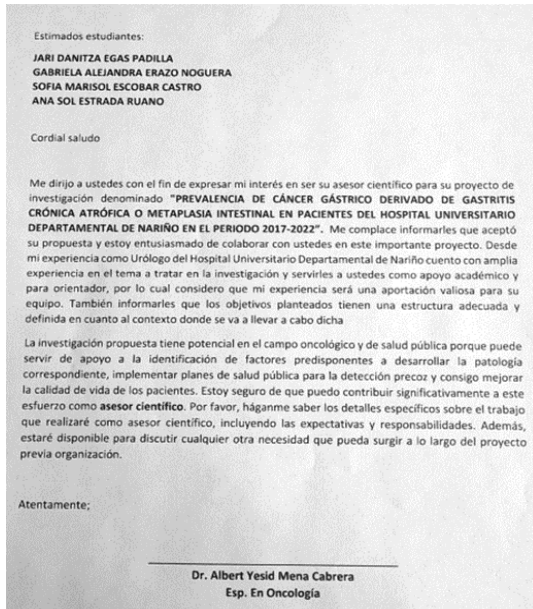 Estimados estudiantes:
JARI DANITZA EGAS PADILLA
GABRIELA ALEJANDRA ERAZO NOGUERA
SOFIA MARISOL ESCOBAR CASTRO
ANA SOL ESTRADA RUANO
Cordial saludo
Me dirijo a ustedes con el fin de expresar mi interés en ser su asesor científico para su proyecto de
investigación denominado "PREVALENCIA DE CÁNCER GÁSTRICO DERIVADO DE GASTRITIS
CRÓNICA ATRÓFICA O METAPLASIA INTESTINAL EN PACIENTES DEL HOSPITAL UNIVERSITARIO
DEPARTAMENTAL DE NARIÑO EN EL PERIODO 2017-2022". Me complace informarles que aceptó
su propuesta y estoy entusiasmado de colaborar con ustedes en este importante proyecto. Desde
mi experiencia como Urólogo del Hospital Universitario Departamental de Nariño cuento con amplia
experiencia en el tema a tratar en la investigación y servirles a ustedes como apoyo académico y
para orientador, por lo cual considero que mi experiencia será una aportación valiosa para su
equipo. También informarles que los objetivos planteados tienen una estructura adecuada y
definida en cuanto al contexto donde se va a llevar a cabo dicha
La investigación propuesta tiene potencial en el campo oncológico y de salud pública porque puede
servir de apoyo a la identificación de factores predisponentes a desarrollar la patología
correspondiente, implementar planes de salud pública para la detección precoz y consigo mejorar
la calidad de vida de los pacientes. Estoy seguro de que puedo contribuir significativamente a este
esfuerzo como asesor científico. Por favor, háganme saber los detalles específicos sobre el trabajo
que realizaré como asesor científico, incluyendo las expectativas y responsabilidades. Además,
estaré disponible para discutir cualquier otra necesidad que pueda surgir a lo largo del proyecto
previa organización.
Atentamente;
Dr. Albert Yesid Mena Cabrera
Esp. En Oncología